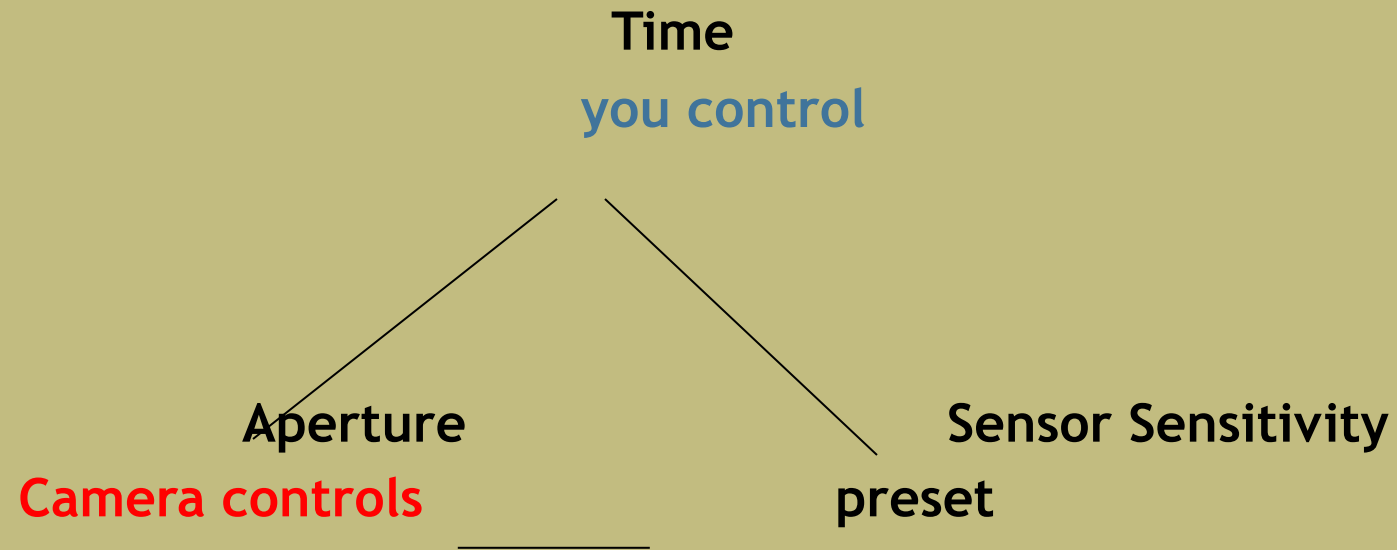 Time
you control
Aperture
Sensor Sensitivity
Camera controls
preset